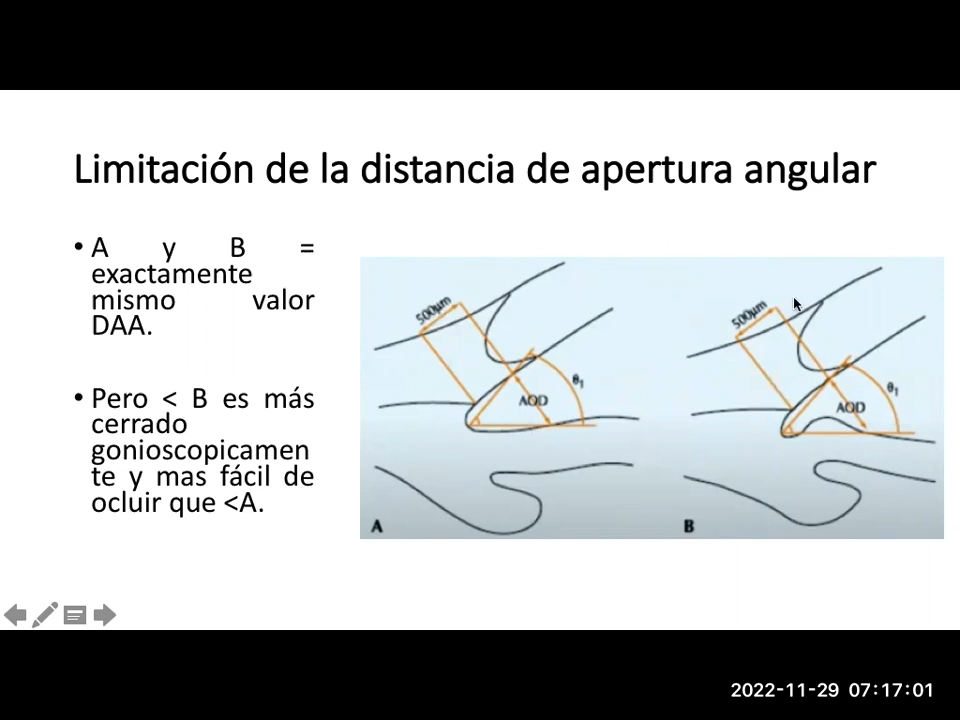 Limitación de la distancia de apertura angular
• A y B =
exactamente
mismo valor
DAA.
• Pero < B es más
cerrado
gonioscopicamen
te y mas fácil de
ocluir que <A.
500μm
θ1
AOD
A
500μm
θ1
AOD
B
2022-11-29 07:17:01